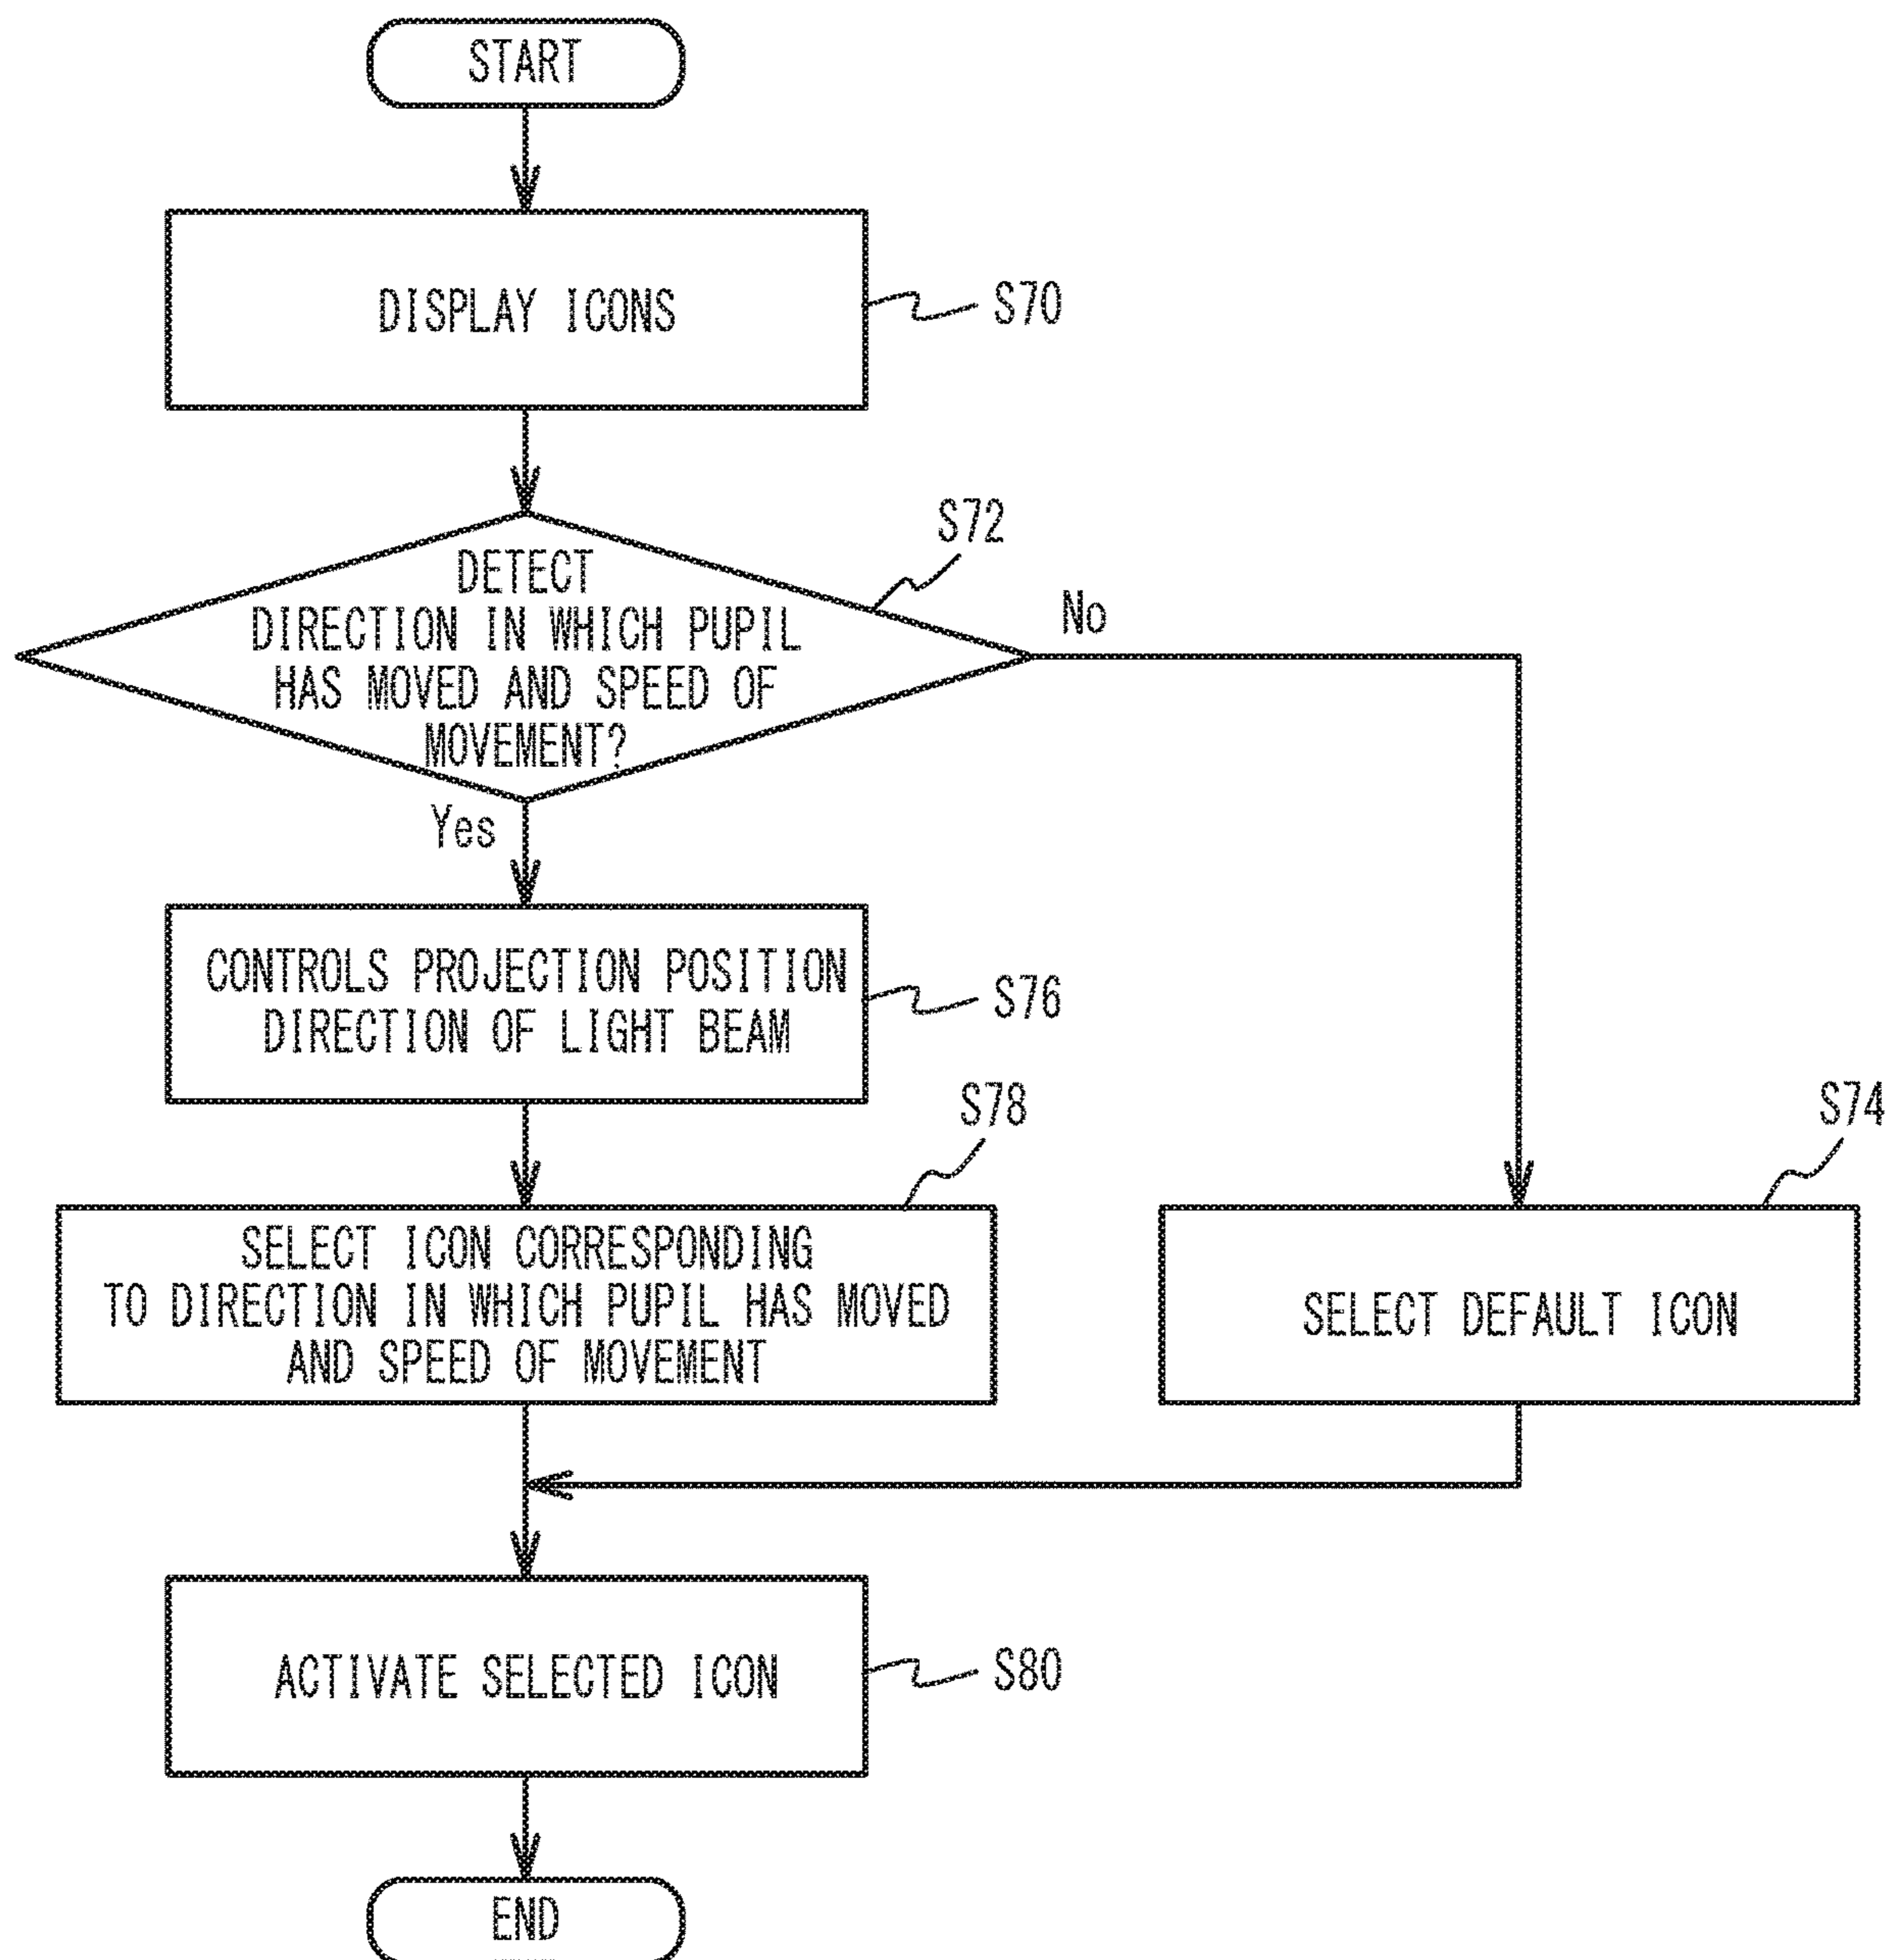 START
DISPLAY ICONS
S70
S72
DETECT
DIRECTION IN WHICH PUPIL
HAS MOVED AND SPEED OF
MOVEMENT?
No
Yes
CONTROLS PROJECTION POSITION
DIRECTION OF LIGHT BEAM
S76
S78
SELECT ICON CORRESPONDING
TO DIRECTION IN WHICH PUPIL HAS MOVED
AND SPEED OF MOVEMENT
S74
SELECT DEFAULT ICON
ACTIVATE SELECTED ICON
S80
END